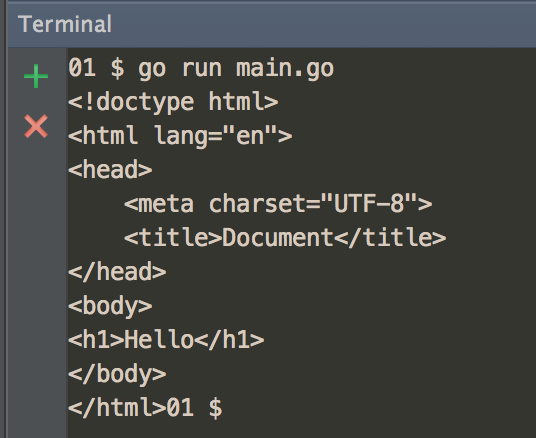 Terminal
01 $ go run main.go
<!doctype html>
<html lang="en">
<head>
    <meta charset="UTF-8">
    <title>Document</title>
</head>
<body>
<h1>Hello</h1>
</body>
</html>01 $